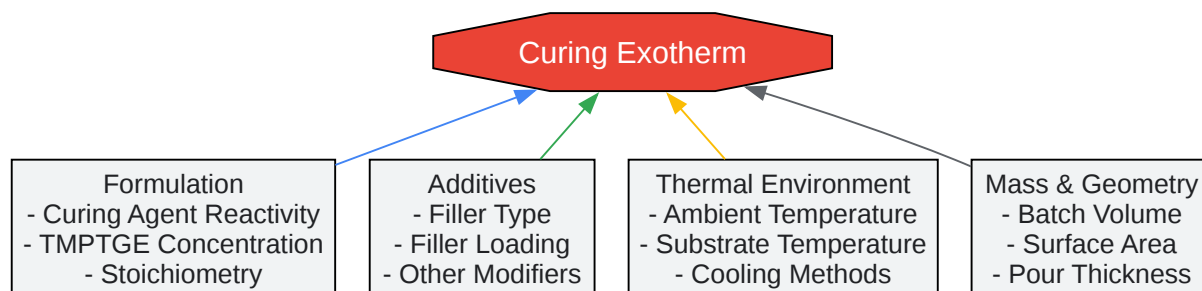 Curing Exotherm
Formulation
- Curing Agent Reactivity
- TMPTGE Concentration
- Stoichiometry
Additives
- Filler Type
- Filler Loading
- Other Modifiers
Thermal Environment
- Ambient Temperature
- Substrate Temperature
- Cooling Methods
Mass & Geometry
- Batch Volume
- Surface Area
- Pour Thickness